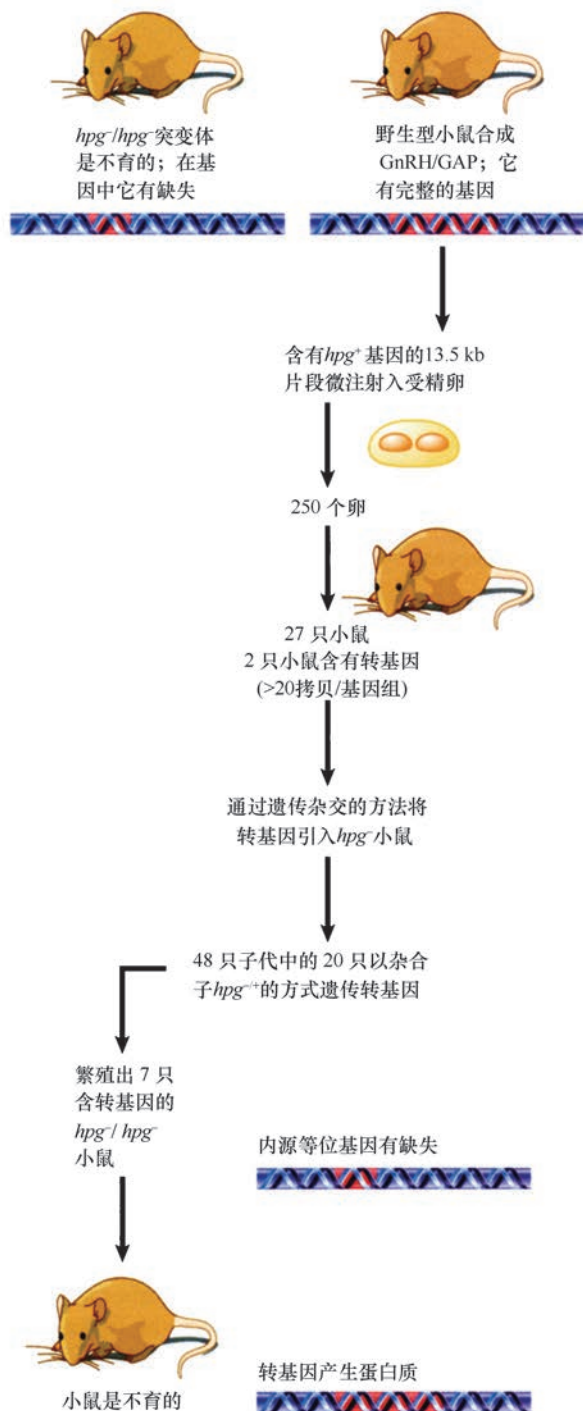 hpg⁻/hpg⁻突变体
是不育的；在基
因中它有缺失
野生型小鼠合成
GnRH/GAP；它
有完整的基因
含有hpg⁺基因的13.5 kb
片段微注射入受精卵
250 个卵
27 只小鼠
2 只小鼠含有转基因
(>20拷贝/基因组)
通过遗传杂交的方法将
转基因引入hpg⁻小鼠
48 只子代中的 20 只以杂合
子hpg⁻/⁺的方式遗传转基因
繁殖出 7 只
含转基因的
hpg⁻/ hpg⁻
小鼠
内源等位基因有缺失
小鼠是不育的
转基因产生蛋白质